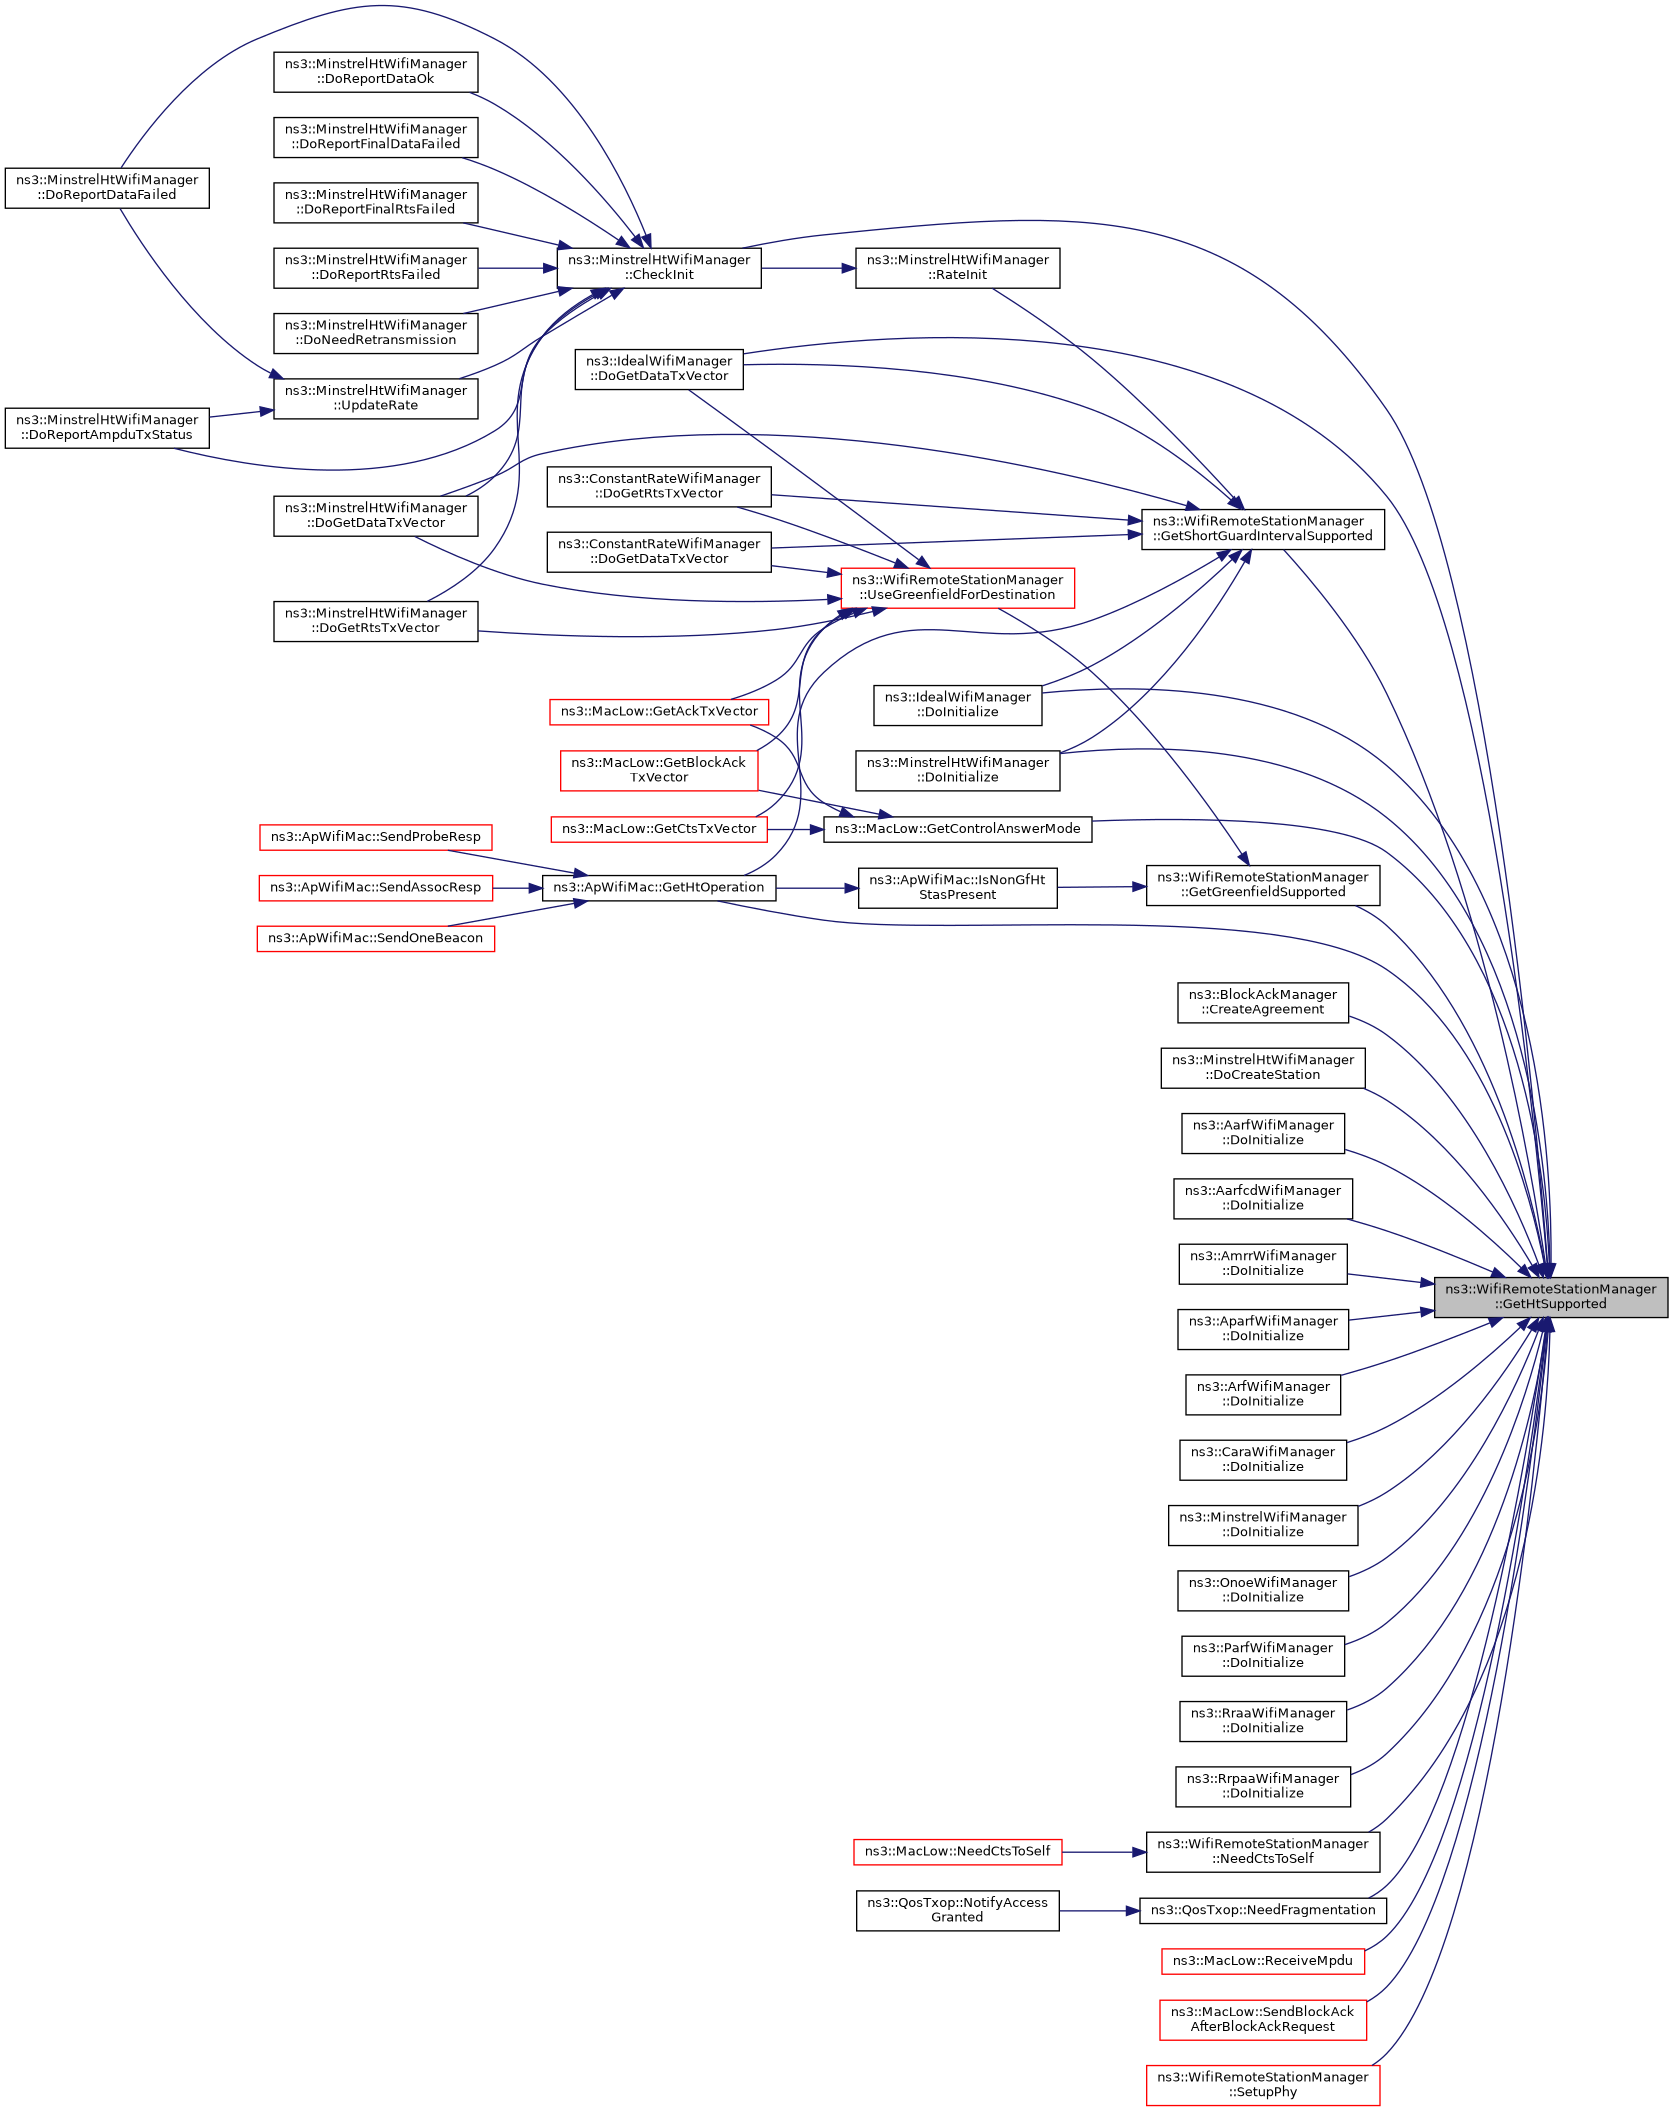 ns3::MinstrelHtWifiManager
::DoReportDataOk
ns3::MinstrelHtWifiManager
::DoReportFinalDataFailed
ns3::MinstrelHtWifiManager
::DoReportDataFailed
ns3::MinstrelHtWifiManager
::DoReportFinalRtsFailed
ns3::MinstrelHtWifiManager
::DoReportRtsFailed
ns3::MinstrelHtWifiManager
::CheckInit
ns3::MinstrelHtWifiManager
::RateInit
ns3::MinstrelHtWifiManager
::DoNeedRetransmission
ns3::IdealWifiManager
::DoGetDataTxVector
ns3::MinstrelHtWifiManager
::UpdateRate
ns3::MinstrelHtWifiManager
::DoReportAmpduTxStatus
ns3::ConstantRateWifiManager
::DoGetRtsTxVector
ns3::MinstrelHtWifiManager
::DoGetDataTxVector
ns3::WifiRemoteStationManager
::GetShortGuardIntervalSupported
ns3::ConstantRateWifiManager
::DoGetDataTxVector
ns3::WifiRemoteStationManager
::UseGreenfieldForDestination
ns3::MinstrelHtWifiManager
::DoGetRtsTxVector
ns3::MacLow::GetAckTxVector
ns3::IdealWifiManager
::DoInitialize
ns3::MacLow::GetBlockAck
TxVector
ns3::MinstrelHtWifiManager
::DoInitialize
ns3::MacLow::GetCtsTxVector
ns3::MacLow::GetControlAnswerMode
ns3::ApWifiMac::SendProbeResp
ns3::ApWifiMac::SendAssocResp
ns3::ApWifiMac::GetHtOperation
ns3::ApWifiMac::IsNonGfHt
StasPresent
ns3::WifiRemoteStationManager
::GetGreenfieldSupported
ns3::ApWifiMac::SendOneBeacon
ns3::BlockAckManager
::CreateAgreement
ns3::MinstrelHtWifiManager
::DoCreateStation
ns3::AarfWifiManager
::DoInitialize
ns3::AarfcdWifiManager
::DoInitialize
ns3::AmrrWifiManager
::DoInitialize
ns3::WifiRemoteStationManager
::GetHtSupported
ns3::AparfWifiManager
::DoInitialize
ns3::ArfWifiManager
::DoInitialize
ns3::CaraWifiManager
::DoInitialize
ns3::MinstrelWifiManager
::DoInitialize
ns3::OnoeWifiManager
::DoInitialize
ns3::ParfWifiManager
::DoInitialize
ns3::RraaWifiManager
::DoInitialize
ns3::RrpaaWifiManager
::DoInitialize
ns3::MacLow::NeedCtsToSelf
ns3::WifiRemoteStationManager
::NeedCtsToSelf
ns3::QosTxop::NotifyAccess
Granted
ns3::QosTxop::NeedFragmentation
ns3::MacLow::ReceiveMpdu
ns3::MacLow::SendBlockAck
AfterBlockAckRequest
ns3::WifiRemoteStationManager
::SetupPhy